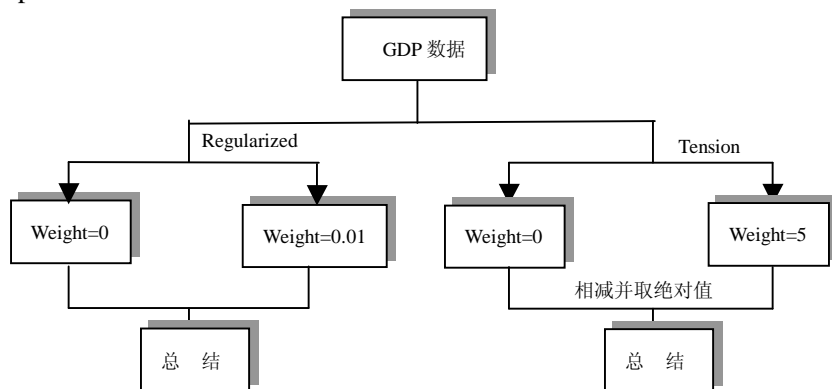 GDP 数据
Regularized
Tension
Weight=0
Weight=0.01
Weight=0
Weight=5
相减并取绝对值
总 结
总 结